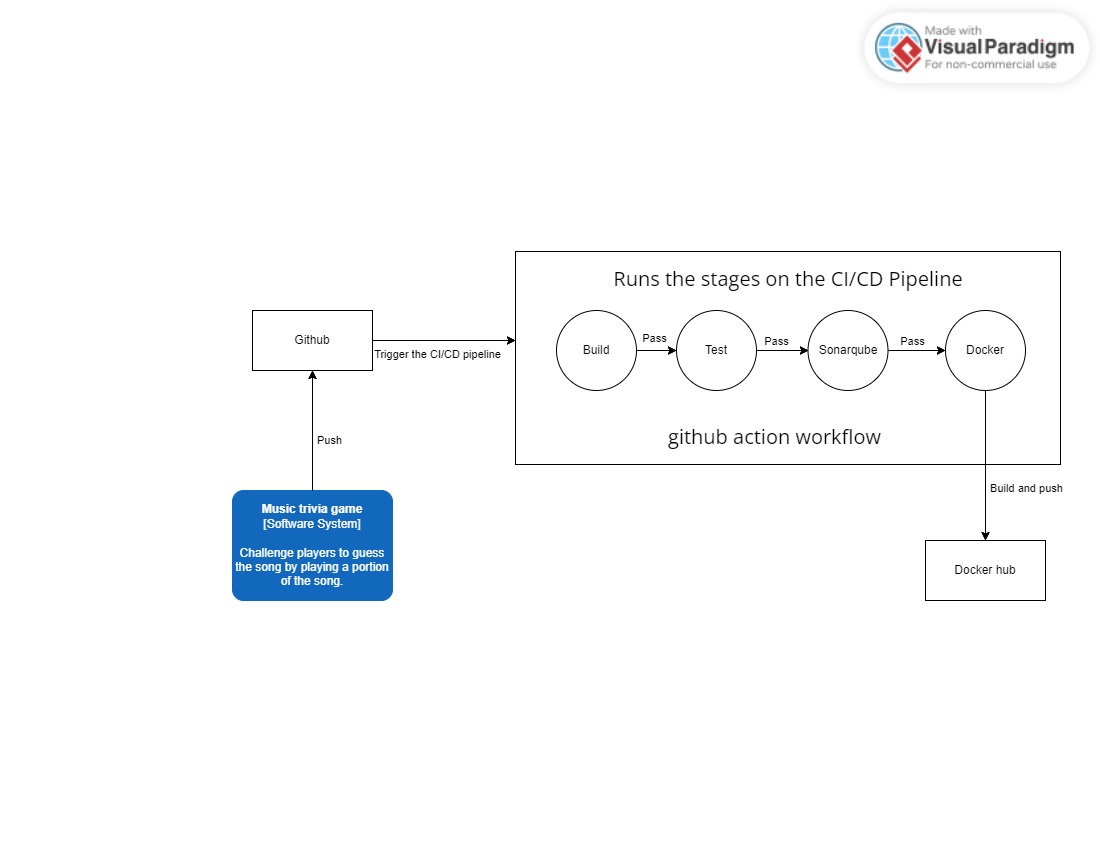 Made with
Visual Paradigm
For non-commercial use
Runs the stages on the CI/CD Pipeline
Github
Trigger the CI/CD pipeline
Build
Pass
Test
Pass
Sonarqube
Pass
Docker
github action workflow
Push
Build and push
Music trivia game
[Software System]
Challenge players to guess
the song by playing a portion
of the song.
Docker hub